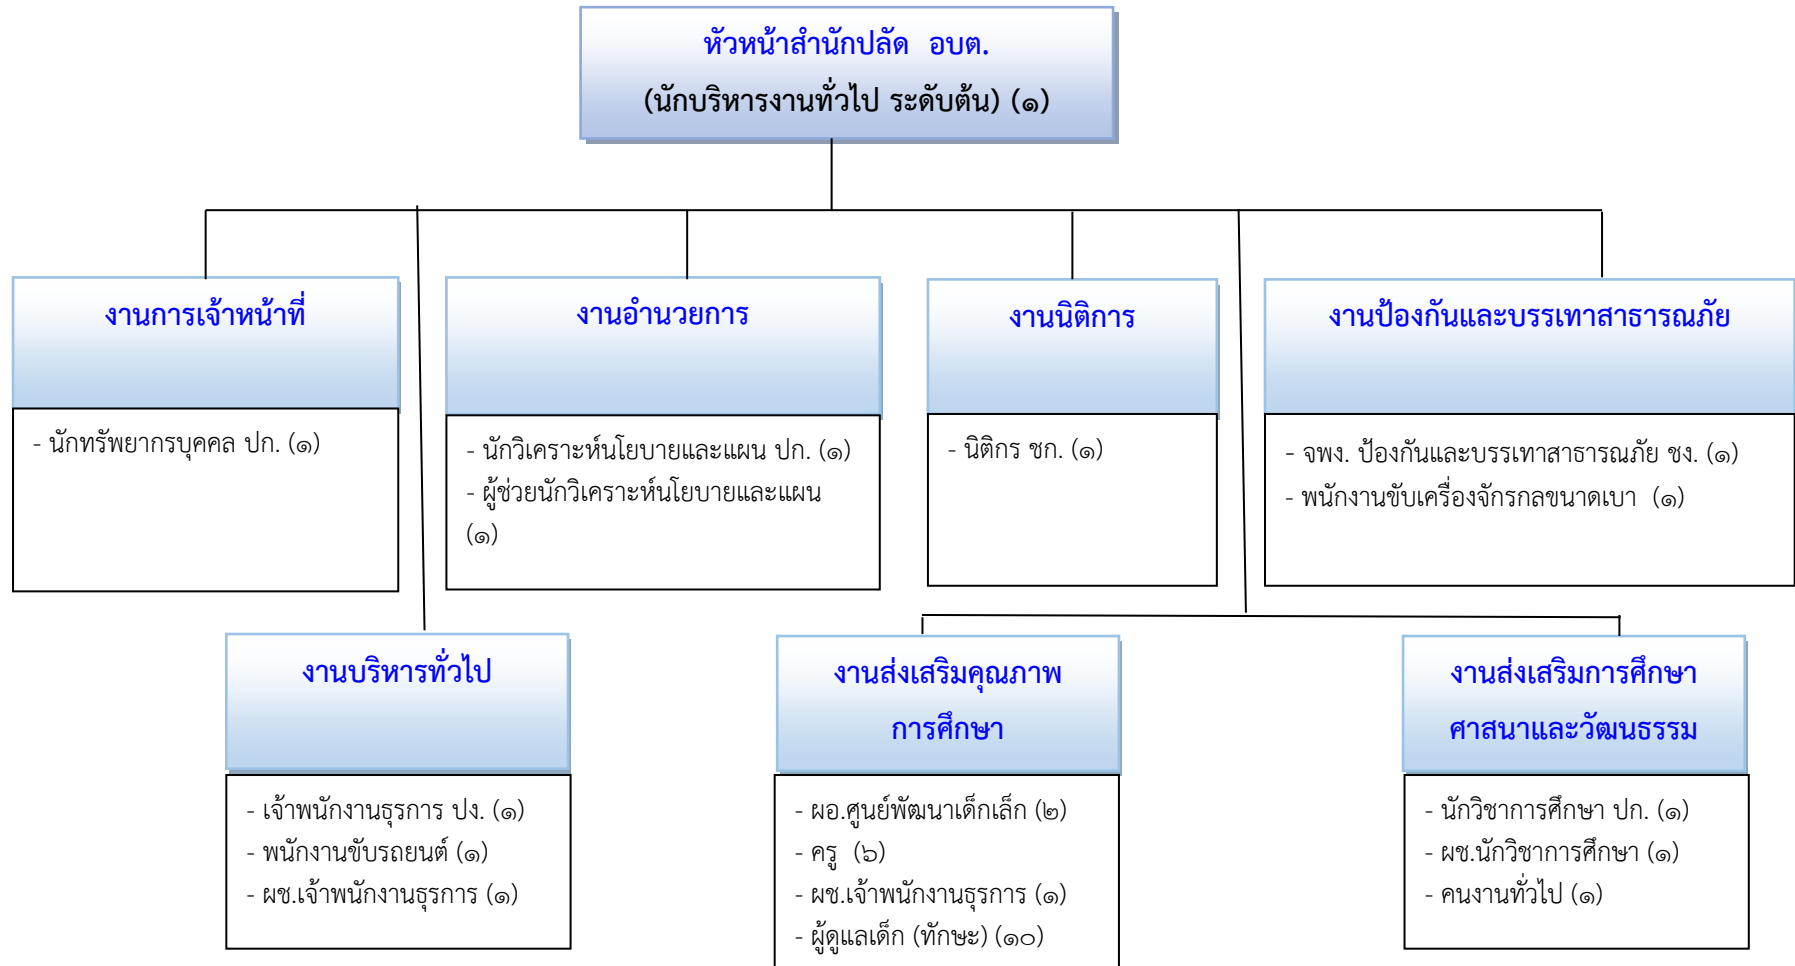 หัวหน้าสำนักปลัด  อบต.
(นักบริหารงานทั่วไป ระดับต้น) (๑)
งานการเจ้าหน้าที่
- นักทรัพยากรบุคคล ปก. (๑)
งานอำนวยการ
- นักวิเคราะห์นโยบายและแผน ปก. (๑)
- ผู้ช่วยนักวิเคราะห์นโยบายและแผน
(๑)
งานนิติการ
- นิติกร ชก. (๑)
งานป้องกันและบรรเทาสาธารณภัย
- จพง. ป้องกันและบรรเทาสาธารณภัย ชง. (๑)
- พนักงานขับเครื่องจักรกลขนาดเบา  (๑)
งานบริหารทั่วไป
- เจ้าพนักงานธุรการ ปง. (๑)
- พนักงานขับรถยนต์ (๑)
- ผช.เจ้าพนักงานธุรการ (๑)
งานส่งเสริมคุณภาพ
การศึกษา
- ผอ.ศูนย์พัฒนาเด็กเล็ก (๒)
- ครู  (๖)
- ผช.เจ้าพนักงานธุรการ (๑)
- ผู้ดูแลเด็ก (ทักษะ) (๑๐)
งานส่งเสริมการศึกษา
ศาสนาและวัฒนธรรม
- นักวิชาการศึกษา ปก. (๑)
- ผช.นักวิชาการศึกษา (๑)
- คนงานทั่วไป (๑)